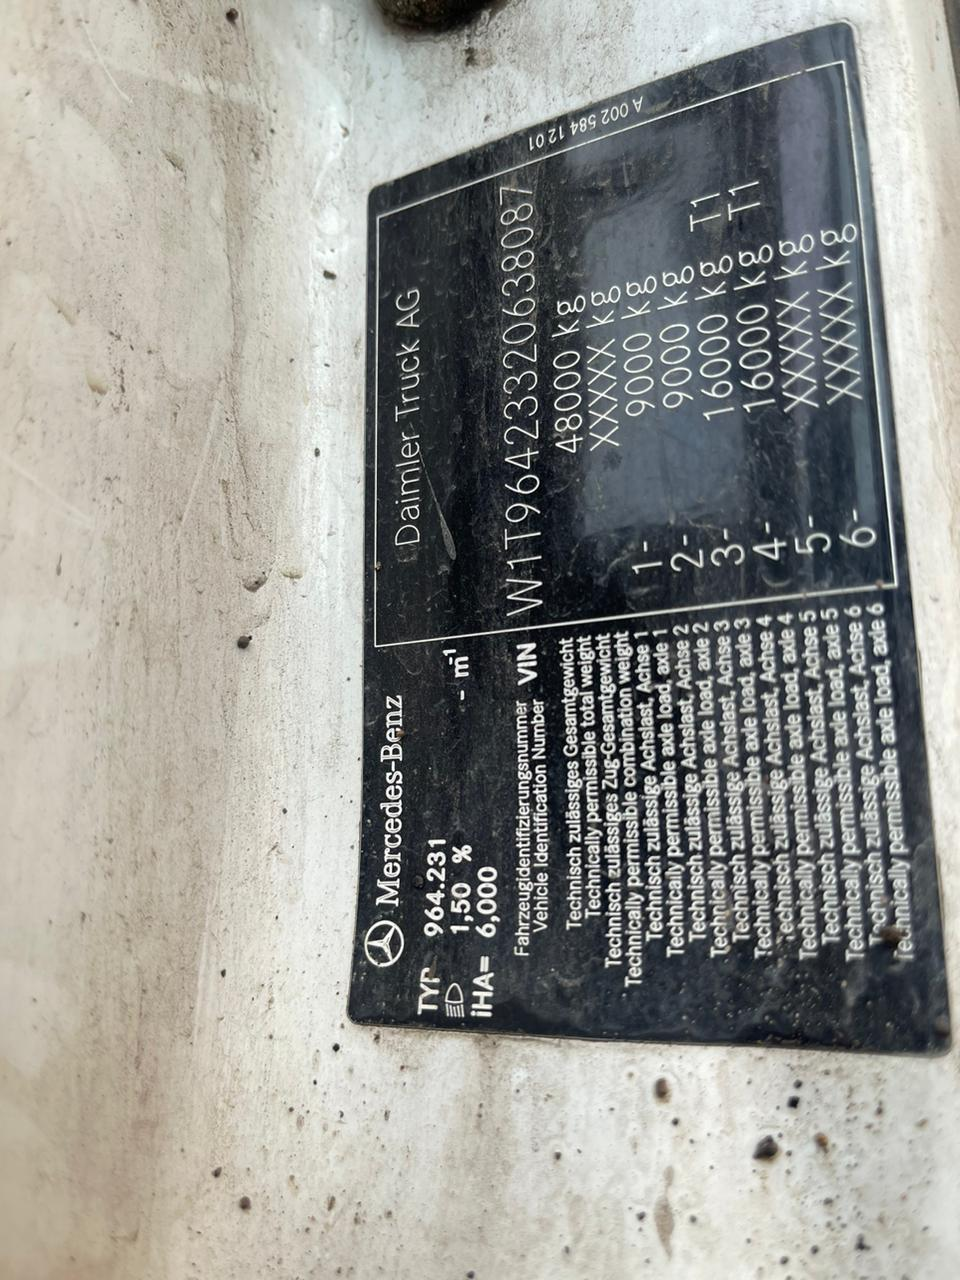 Mercedes-Benz
Daimler Truck AG
TYP 964.231
1,50 % - - m⁻¹
iHA= 6,000
Fahrzeugidentifizierungsnummer
Vehicle Identification Number VIN W1T96423320638087
Technisch zulässiges Gesamtgewicht
Technically permissible total weight 48000 kg
Technisch zulässiges Zug-Gesamtgewicht
Technically permissible combination weight XXXXX kg
Technisch zulässige Achslast, Achse 1
Technically permissible axle load, axle 1 1- 9000 kg
Technisch zulässige Achslast, Achse 2
Technically permissible axle load, axle 2 2- 9000 kg
Technisch zulässige Achslast, Achse 3
Technically permissible axle load, axle 3 3- 16000 kg T1
Technisch zulässige Achslast, Achse 4
Technically permissible axle load, axle 4 4- 16000 kg T1
Technisch zulässige Achslast, Achse 5
Technically permissible axle load, axle 5 5- XXXXX kg
Technisch zulässige Achslast, Achse 6
Technically permissible axle load, axle 6 6- XXXXX kg
A 002 584 12 01